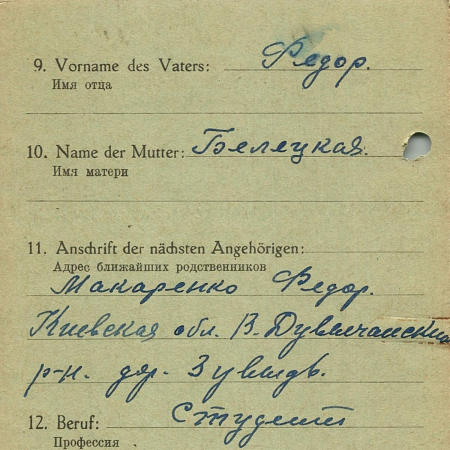 9. Vorname des Vaters: Федор.
Имя отца
10. Name der Mutter: Белецкая.
Имя матери
11. Anschrift der nächsten Angehörigen:
Адрес ближайших родственников
Макаренко Федор.
Киевская обл. В.
р-н. дер.
12. Beruf: Студент
Профессия